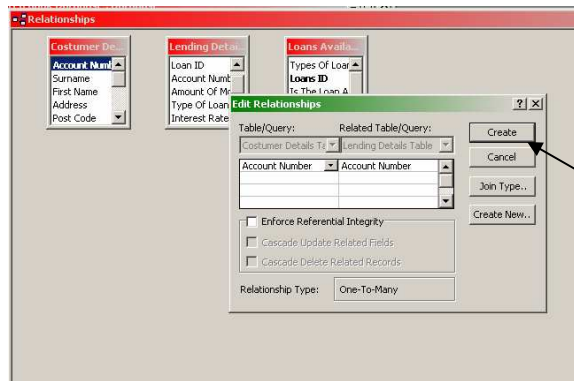 Relationships
Costumer De...
Account Numb
Surname
First Name
Address
Post Code
Lending Detai...
Loan ID
Account Numb
Amount Of Mo
Type Of Loan
Interest Rate
Loans Availa...
Types Of Loar
Loans ID
Is The Loan A
Edit Relationships
Table/Query:
Related Table/Query:
Costumer Details Ta
Lending Details Table
Account Number
Account Number
Enforce Referential Integrity
Cascade Update Related Fields
Cascade Delete Related Records
Relationship Type:
One-To-Many
Create
Cancel
Join Type..
Create New..